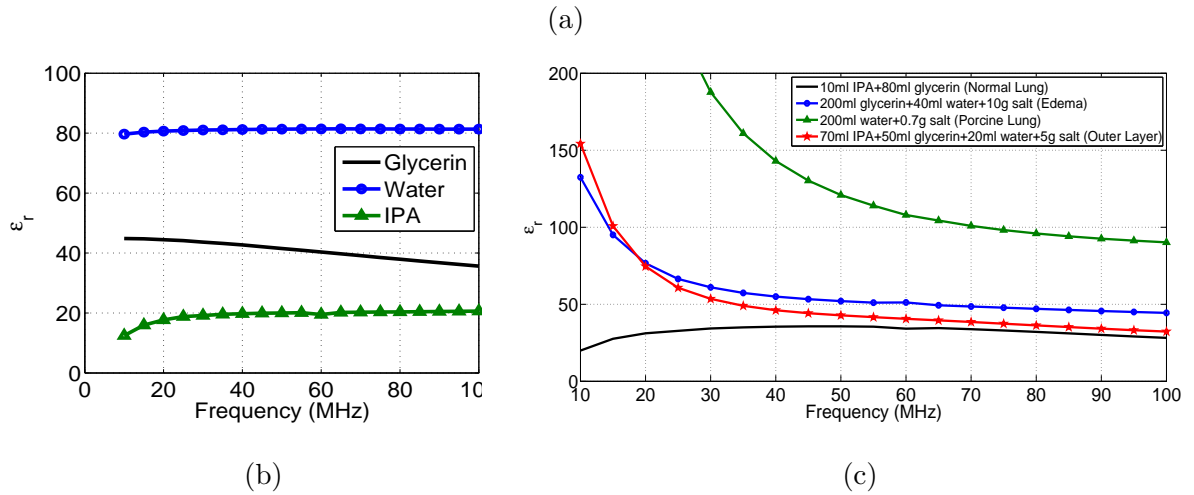 (a)
100
80
60
40
20
0
ε_r
0 20 40 60 80 100
Frequency (MHz)
Glycerin
Water
IPA
(b)
200
150
100
50
0
ε_r
10 20 30 40 50 60 70 80 90 100
Frequency (MHz)
10ml IPA+80ml glycerin (Normal Lung)
200ml glycerin+40ml water+10g salt (Edema)
200ml water+0.7g salt (Porcine Lung)
70ml IPA+50ml glycerin+20ml water+5g salt (Outer Layer)
(c)